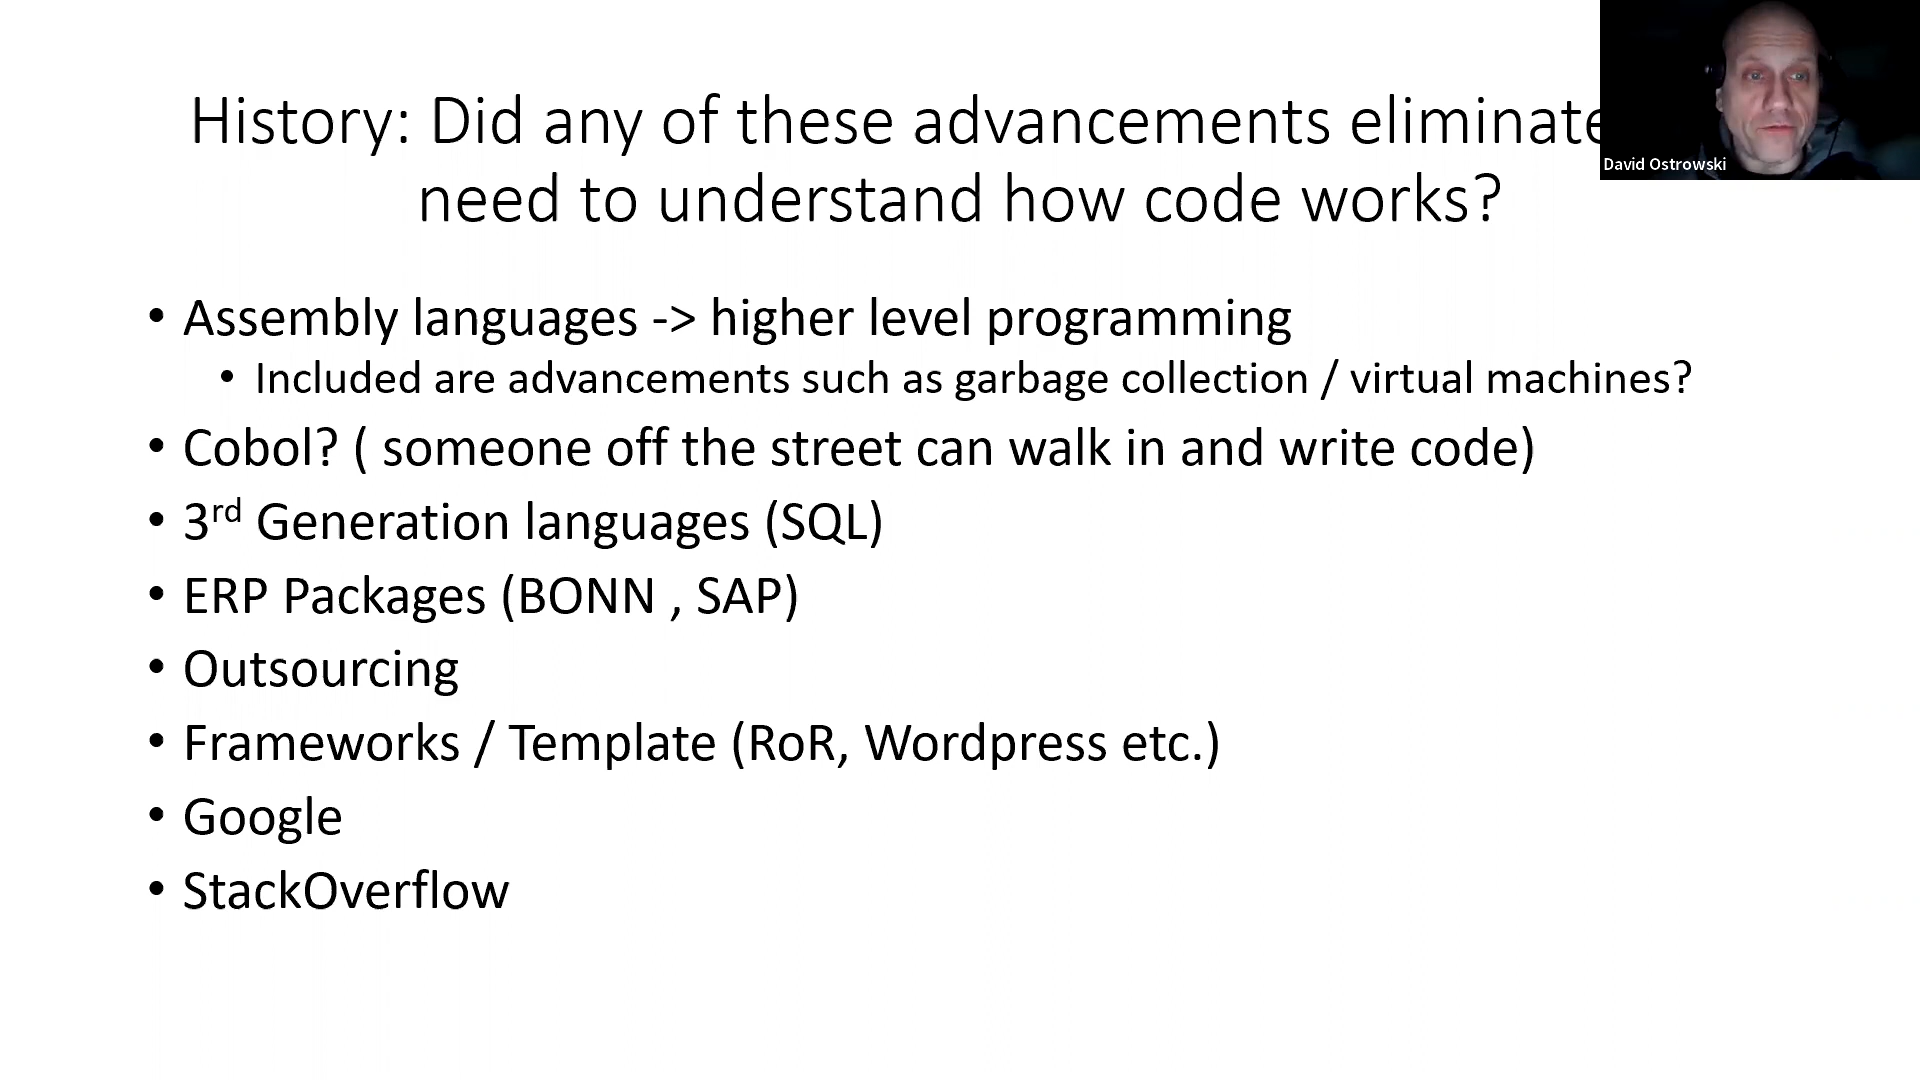 History: Did any of these advancements eliminate
need to understand how code works?
David Ostrowski
• Assembly languages -> higher level programming
• Included are advancements such as garbage collection / virtual machines?
• Cobol? ( someone off the street can walk in and write code)
• 3rd Generation languages (SQL)
• ERP Packages (BONN , SAP)
• Outsourcing
• Frameworks / Template (RoR, Wordpress etc.)
• Google
• StackOverflow